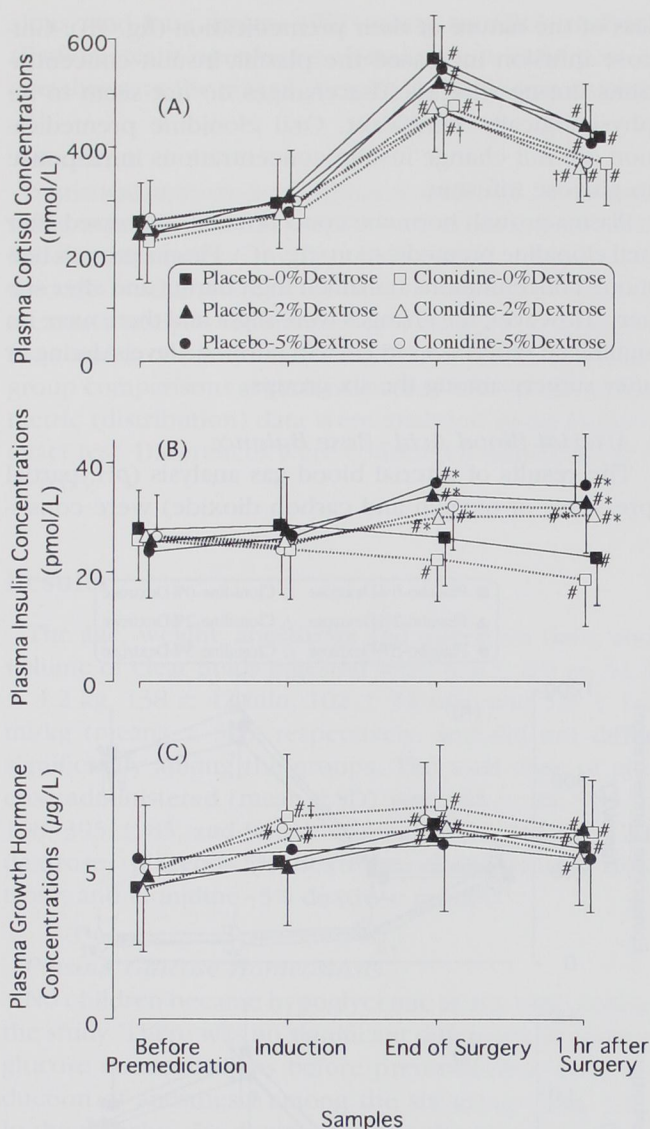 Plasma Cortisol Concentrations
(nmol/L)
600
400
200
0
(A)
# # # # # † # † # # †# # #
Placebo-0%Dextrose
Clonidine-0%Dextrose
Placebo-2%Dextrose
Clonidine-2%Dextrose
Placebo-5%Dextrose
Clonidine-5%Dextrose
Plasma Insulin Concentrations
(pmol/L)
40
20
0
(B)
#* #* #* #* # #* #* #* #* # #
Plasma Growth Hormone
Concentrations (µg/L)
5
0
(C)
#‡ # # # # # # # # # #
Before
Premedication
Induction
End of Surgery
1 hr after
Surgery
Samples